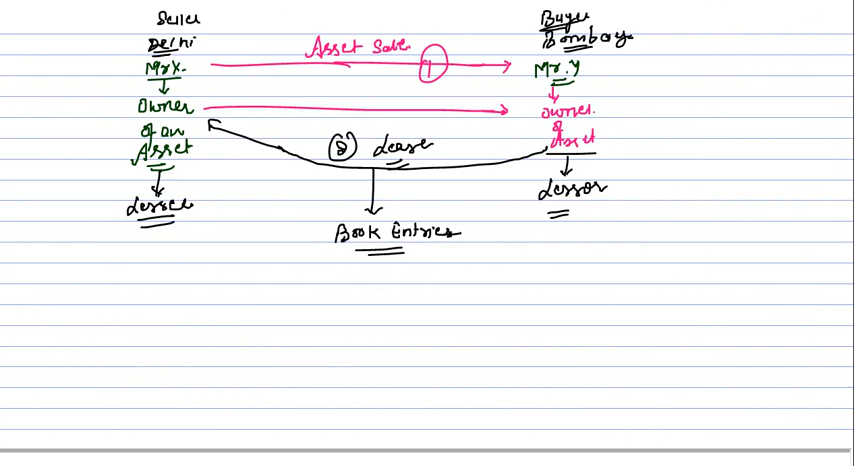 Seller
Delhi
Mr X.
Owner
of an
Asset
Lessee
Asset Sale
1
2 Lease
Book Entries
Buyer
Bombay
Mr. Y
Owner.
of
Asset
Lessor